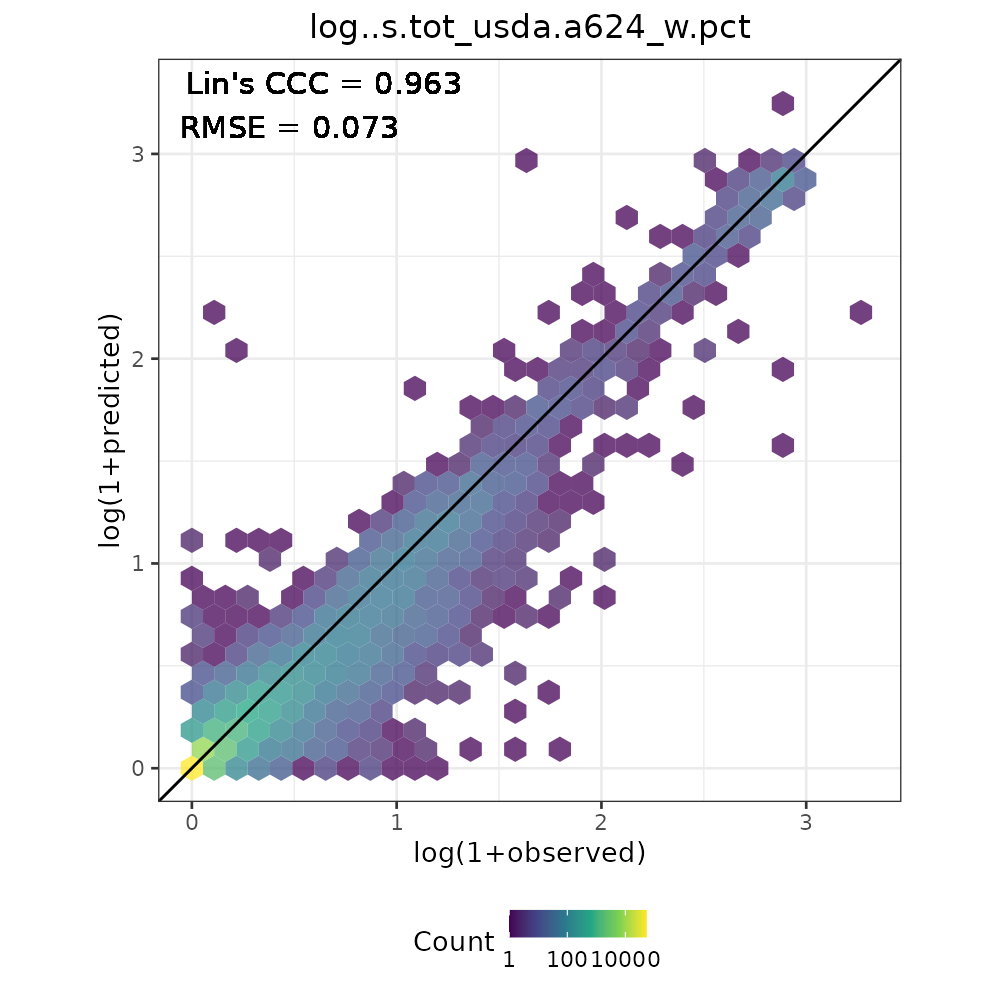 log..s.tot_usda.a624_w.pct
Lin's CCC = 0.963
RMSE = 0.073
3
2
1
0
log(1+predicted)
0 1 2 3
log(1+observed)
Count
1 100 10000